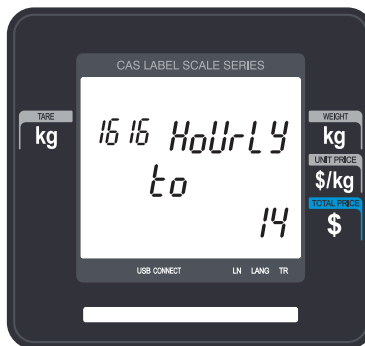 CAS LABEL SCALE SERIES
TARE
kg
1616 HoUrLY
to
14
WEIGHT
kg
UNIT PRICE
$/kg
TOTAL PRICE
$
USB CONNECT LN LANG TR